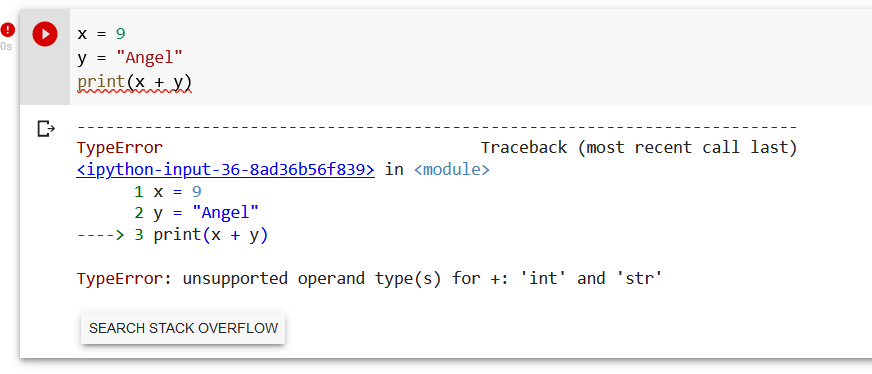 0s
x = 9
y = "Angel"
print(x + y)
---------------------------------------------------------------------------
TypeError                                 Traceback (most recent call last)
<ipython-input-36-8ad36b56f839> in <module>
      1 x = 9
      2 y = "Angel"
----> 3 print(x + y)
TypeError: unsupported operand type(s) for +: 'int' and 'str'
SEARCH STACK OVERFLOW